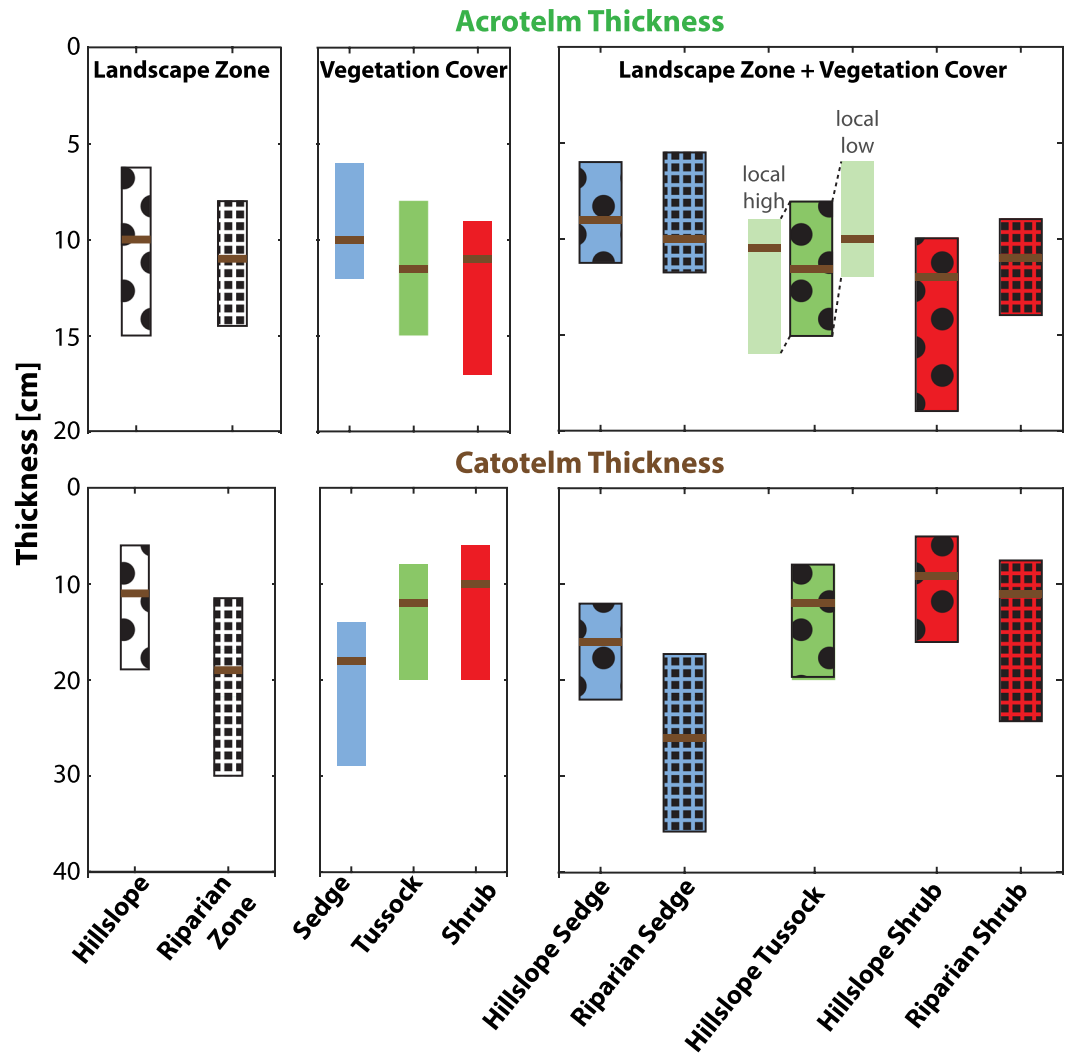 Acrotelm Thickness
Landscape Zone
Vegetation Cover
Landscape Zone + Vegetation Cover
0
5
10
15
20
local
high
local
low
Thickness [cm]
Catotelm Thickness
0
10
20
30
40
Hillslope
Riparian
Zone
Sedge
Tussock
Shrub
Hillslope Sedge
Riparian Sedge
Hillslope Tussock
Hillslope Shrub
Riparian Shrub